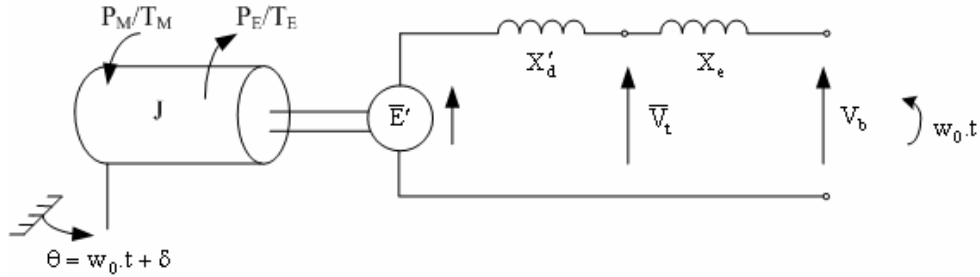 P_M/T_M
P_E/T_E
J
E̅'
X'_d
X_e
V̅_t
V_b
w_0.t
θ = w_0.t + δ